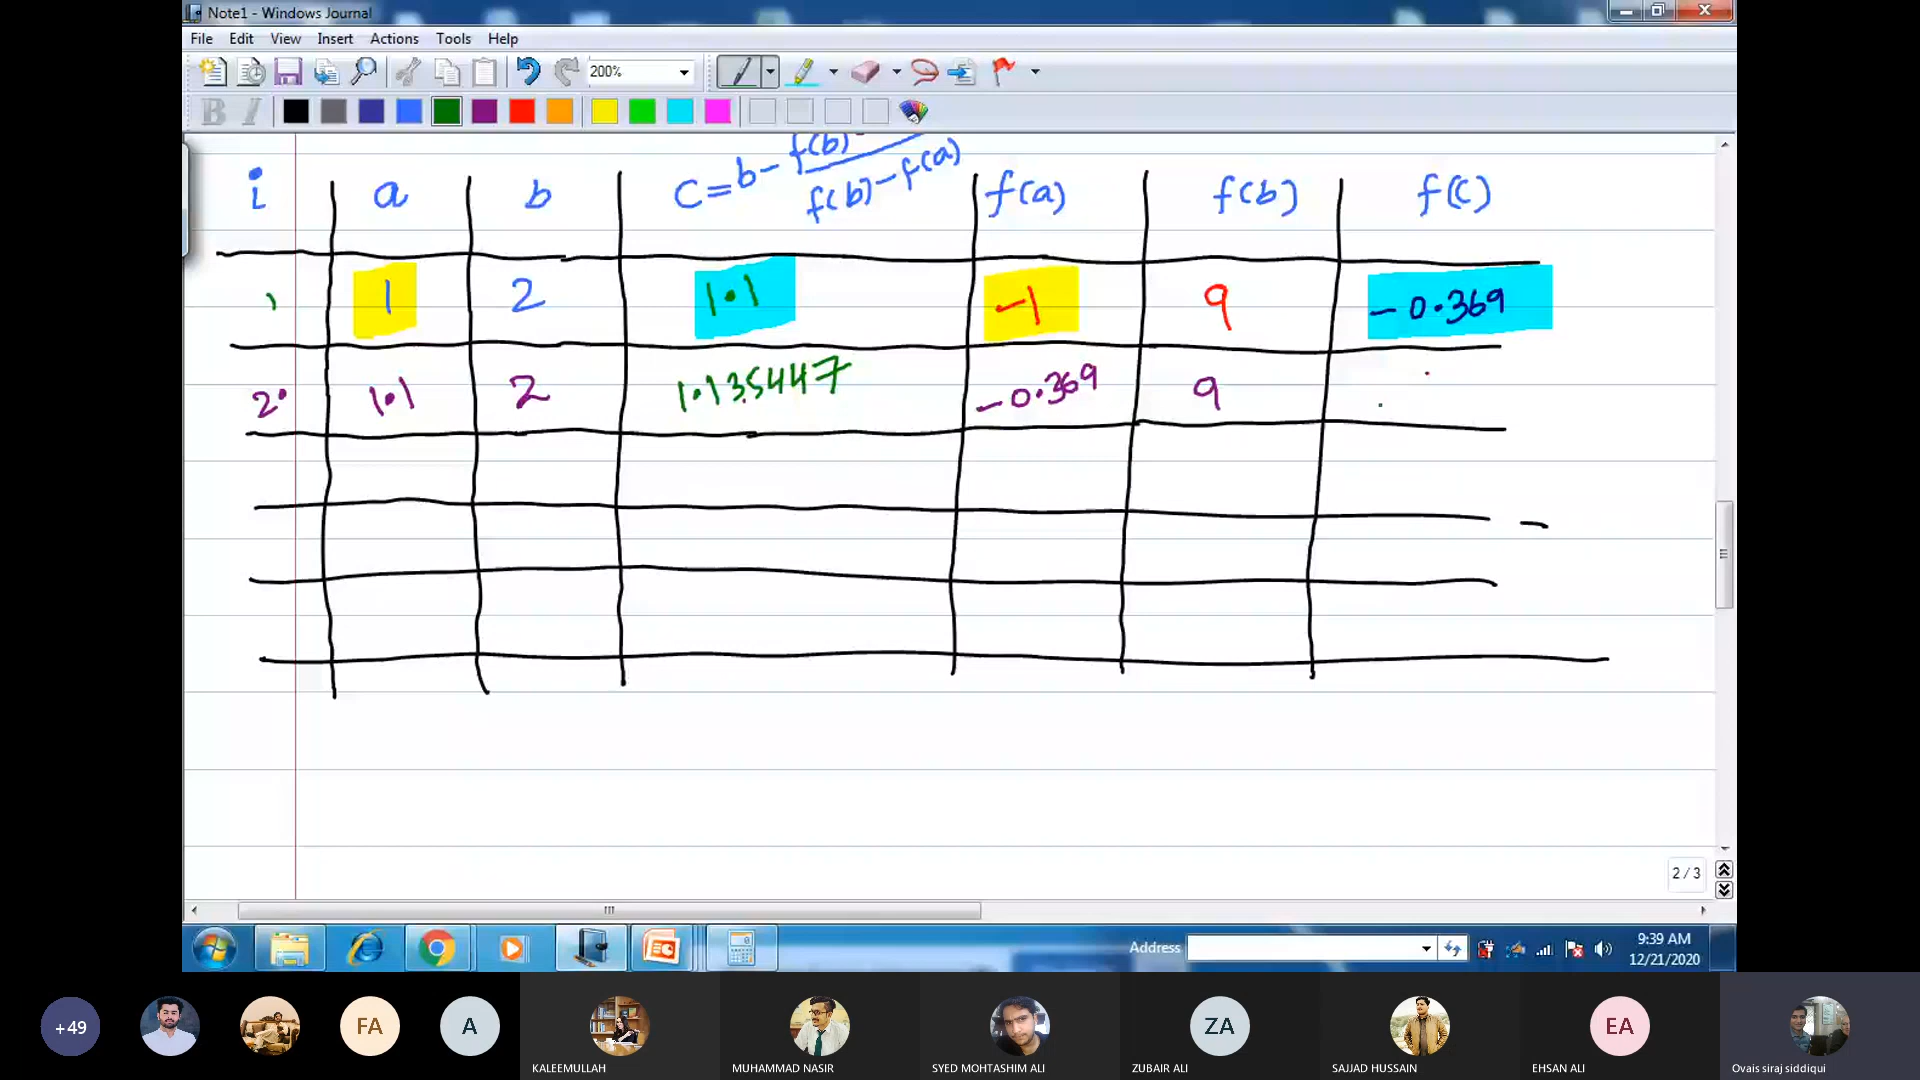 Note1 - Windows Journal
File Edit View Insert Actions Tools Help
200%
B I
i a b C = b - f(b) / f(b) - f(a) f(a) f(b) f(c)
1 1 2 1.1 -1 9 -0.369
2. 1.1 2 1.135447 -0.369 9
2 / 3
Address
9:39 AM
12/21/2020
+49
FA
A
KALEEMULLAH
MUHAMMAD NASIR
SYED MOHTASHIM ALI
ZA
ZUBAIR ALI
SAJJAD HUSSAIN
EA
EHSAN ALI
Ovais siraj siddiqui